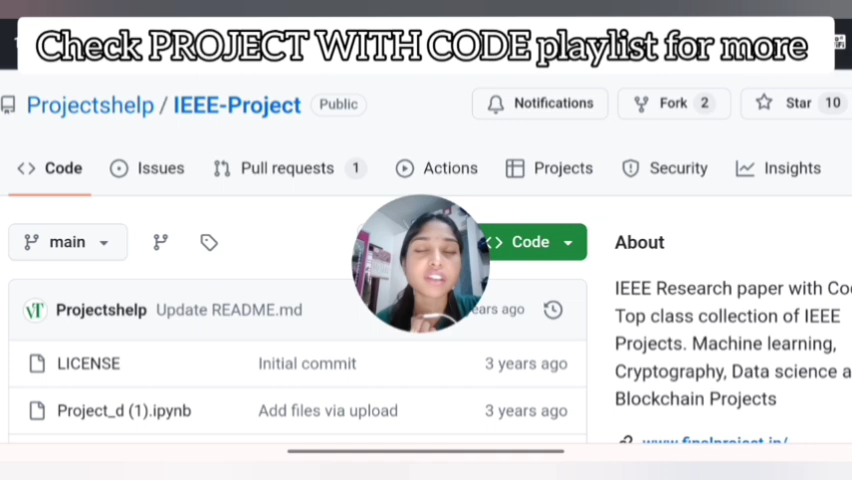 Check PROJECT WITH CODE playlist for more
Projectshelp / IEEE-Project Public
Notifications Fork 2 Star 10
Code Issues Pull requests 1 Actions Projects Security Insights
main Code About
IEEE Research paper with
Projectshelp Update README.md ago
Top class collection of IEEE
Projects. Machine learning,
LICENSE Initial commit 3 years ago
Cryptography, Data science
Blockchain Projects
Project_d (1).ipynb Add files via upload 3 years ago
www.finalproject.in/